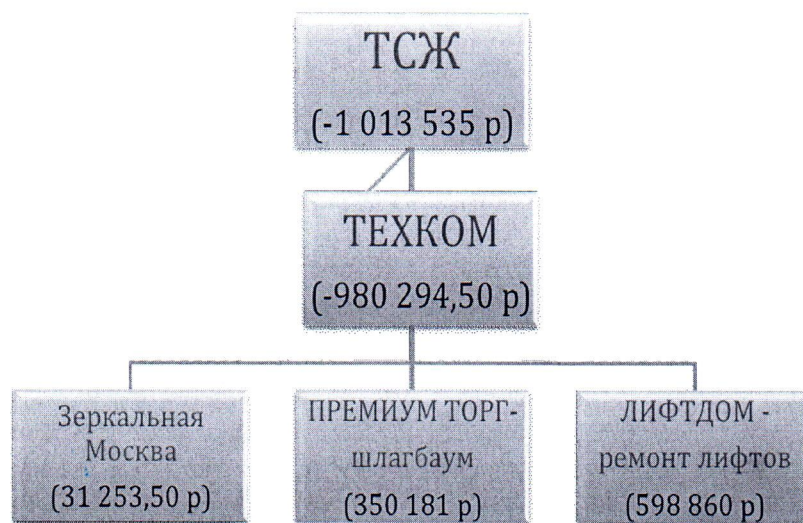 ТСЖ
(-1 013 535 р)
ТЕХКОМ
(-980 294,50 р)
Зеркальная
Москва
(31 253,50 р)
ПРЕМИУМ ТОРГ-
шлагбаум
(350 181 р)
ЛИФТДОМ -
ремонт лифтов
(598 860 р)